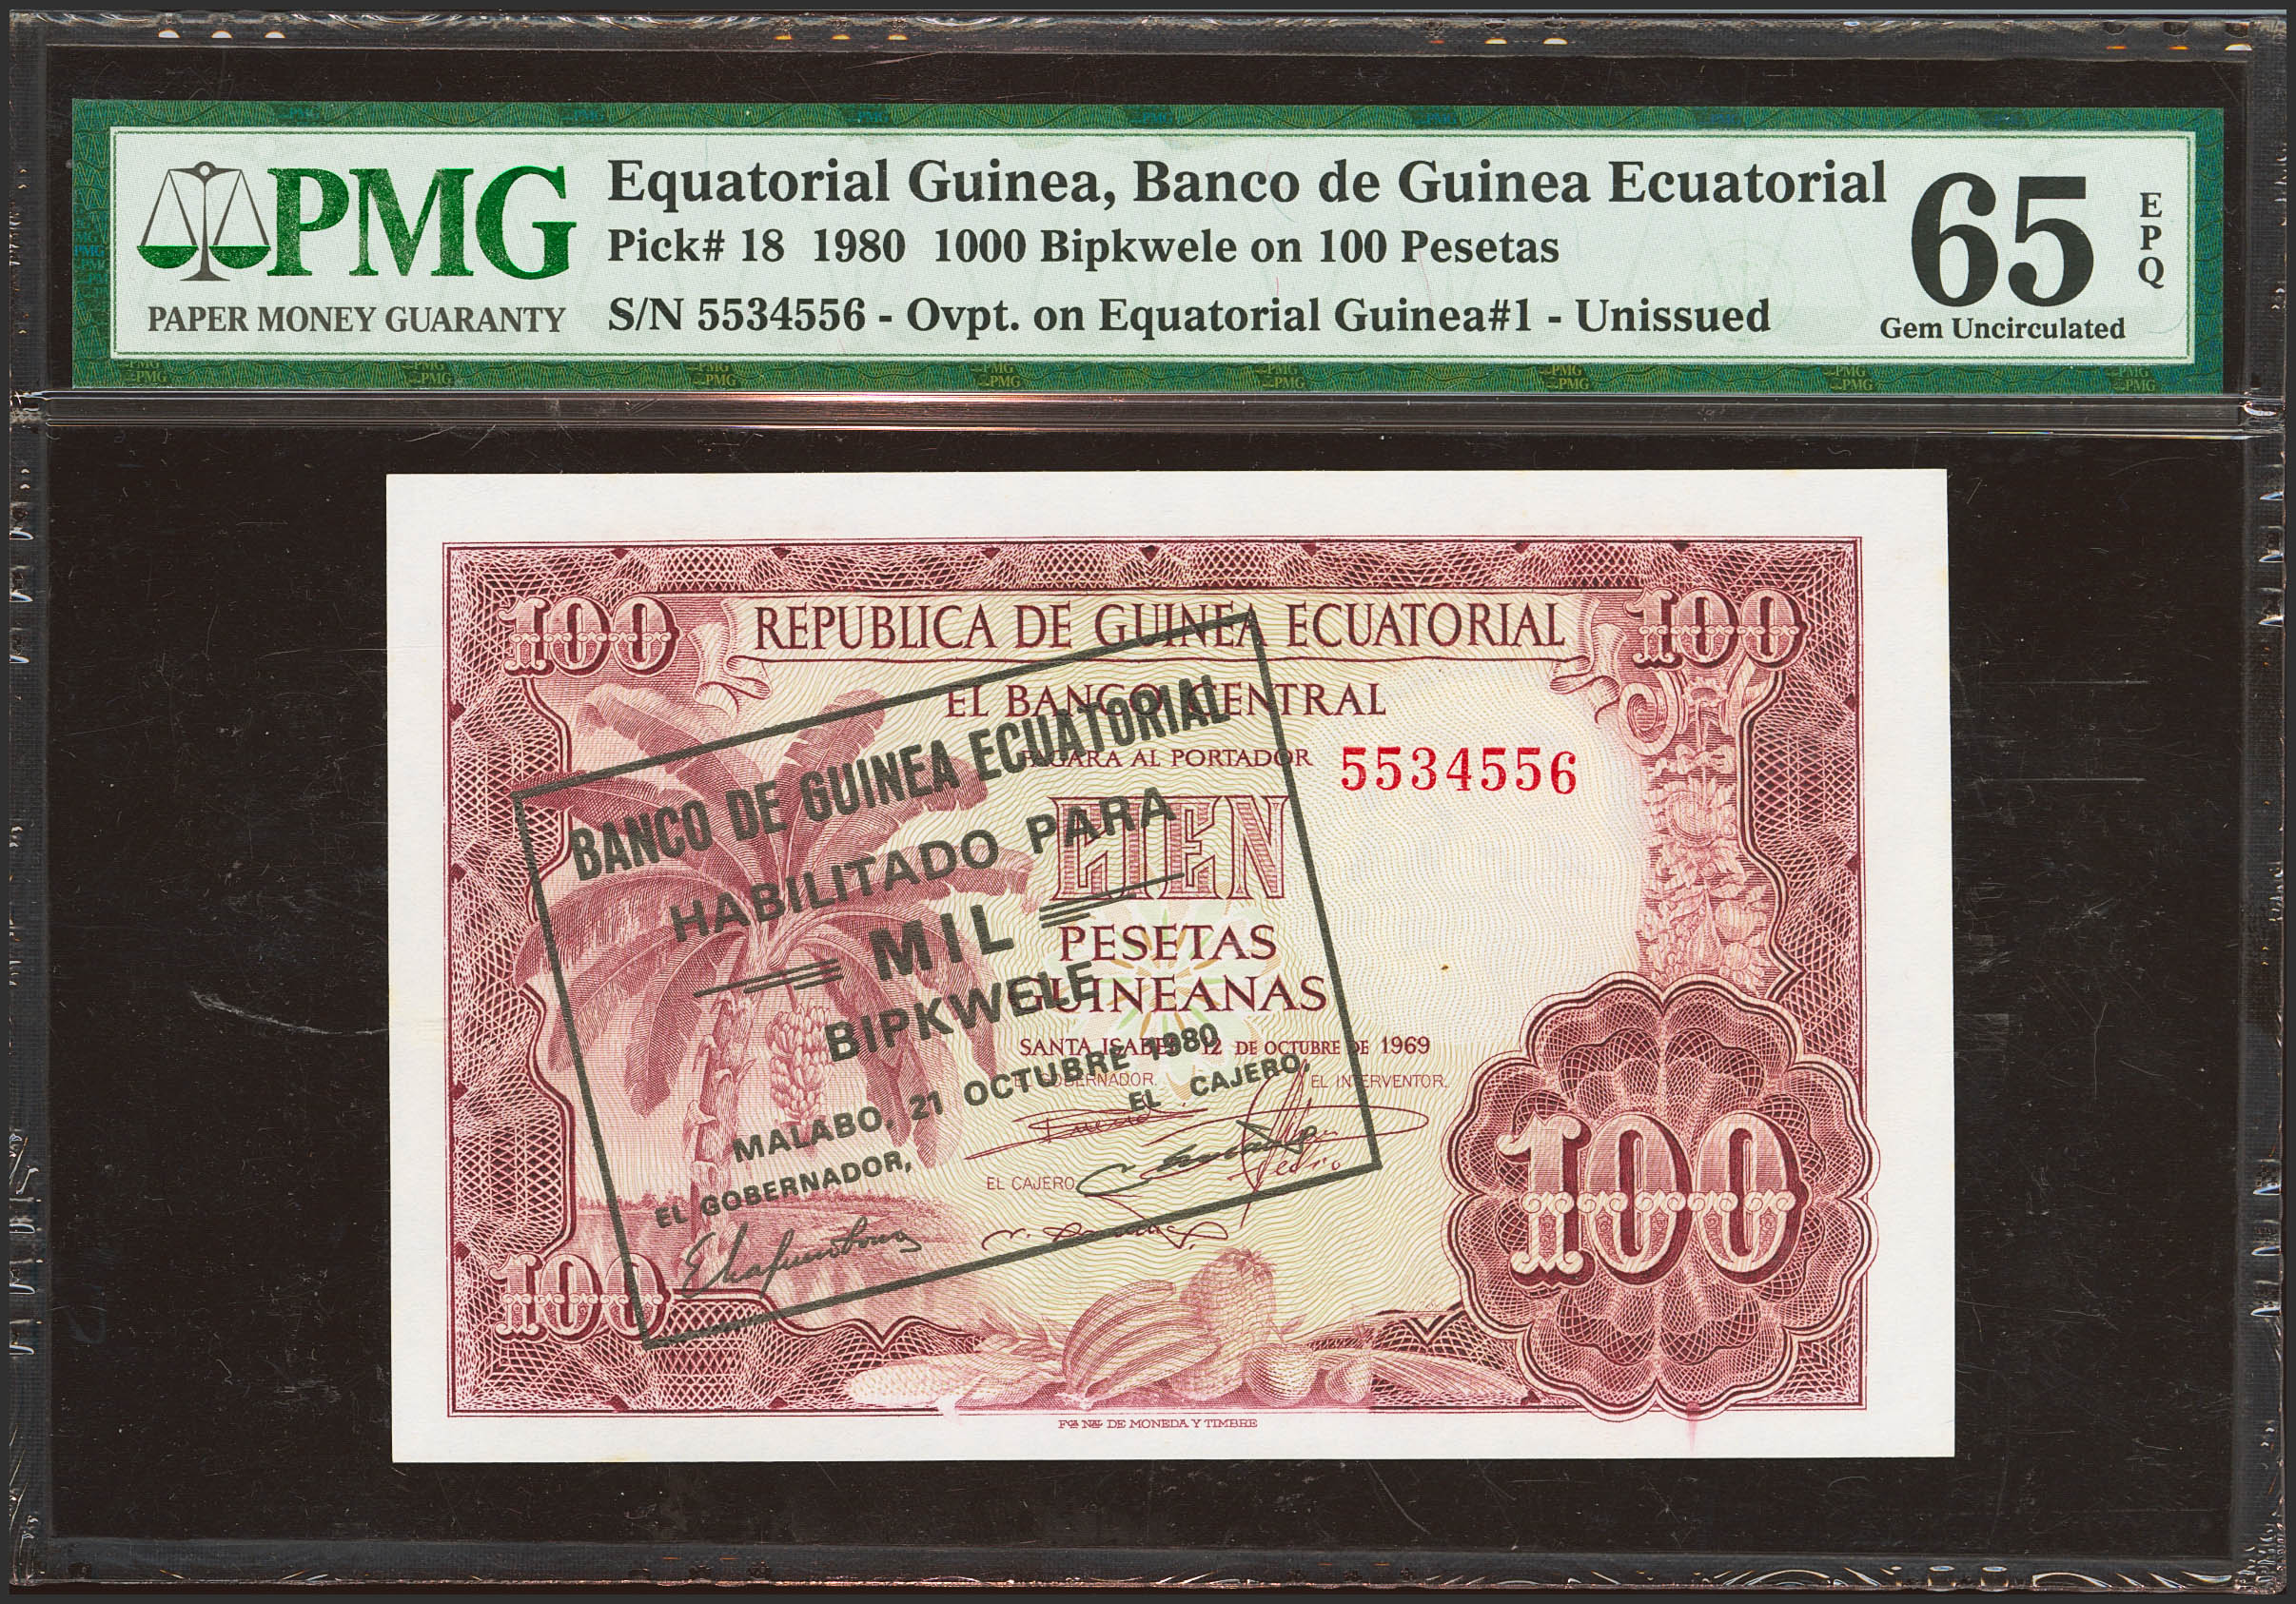 PMG
PAPER MONEY GUARANTY
Equatorial Guinea, Banco de Guinea Ecuatorial
Pick# 18 1980 1000 Bipkwele on 100 Pesetas
S/N 5534556 - Ovpt. on Equatorial Guinea#1 - Unissued
65
EPQ
Gem Uncirculated
100
REPUBLICA DE GUINEA ECUATORIAL
100
EL BANCO CENTRAL
PAGARA AL PORTADOR
5534556
CIEN
PESETAS
GUINEANAS
SANTA ISABEL 12 DE OCTUBRE DE 1969
EL GOBERNADOR.
EL INTERVENTOR.
EL CAJERO
100
100
Fca Nal DE MONEDA Y TIMBRE
BANCO DE GUINEA ECUATORIAL
HABILITADO PARA
MIL
BIPKWELE
MALABO, 21 OCTUBRE 1980
EL GOBERNADOR,
EL CAJERO,